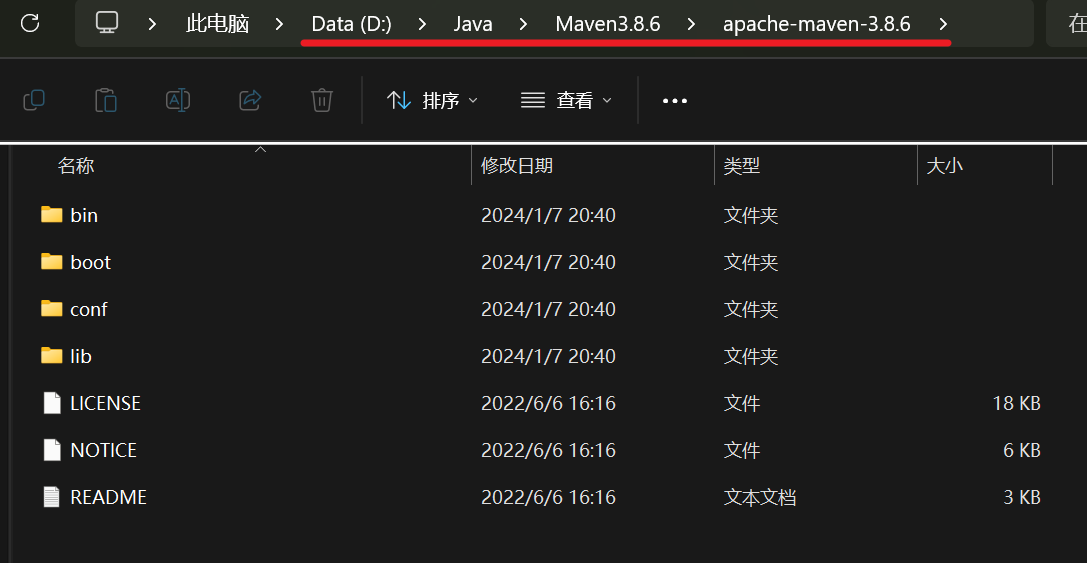 此电脑 > Data (D:) > Java > Maven3.8.6 > apache-maven-3.8.6 > 在
排序 查看 •••
名称 修改日期 类型 大小
bin 2024/1/7 20:40 文件夹
boot 2024/1/7 20:40 文件夹
conf 2024/1/7 20:40 文件夹
lib 2024/1/7 20:40 文件夹
LICENSE 2022/6/6 16:16 文件 18 KB
NOTICE 2022/6/6 16:16 文件 6 KB
README 2022/6/6 16:16 文本文档 3 KB